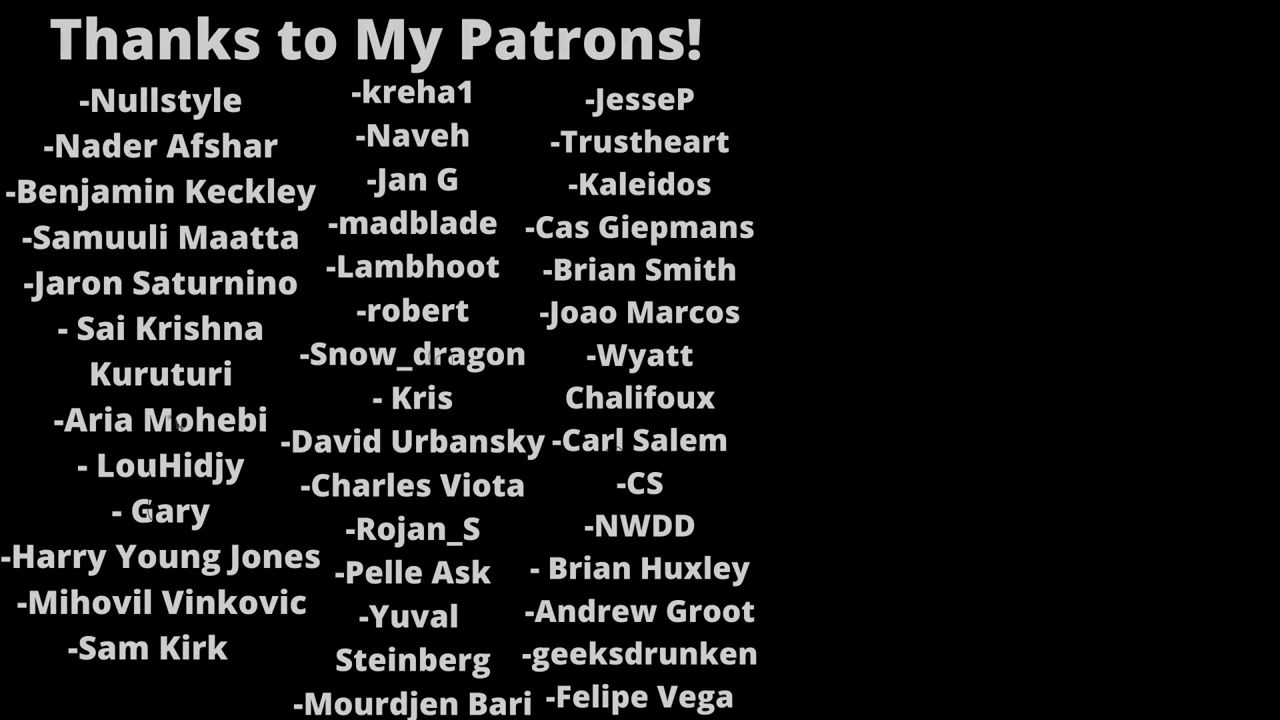 Thanks to My Patrons!
-Nullstyle
-Nader Afshar
-Benjamin Keckley
-Samuuli Maatta
-Jaron Saturnino
- Sai Krishna
Kuruturi
-Aria Mohebi
- LouHidjy
- Gary
-Harry Young Jones
-Mihovil Vinkovic
-Sam Kirk
-kreha1
-Naveh
-Jan G
-madblade
-Lambhoot
-robert
-Snow_dragon
- Kris
-David Urbansky
-Charles Viota
-Rojan_S
-Pelle Ask
-Yuval
Steinberg
-Mourdjen Bari
-JesseP
-Trustheart
-Kaleidos
-Cas Giepmans
-Brian Smith
-Joao Marcos
-Wyatt
Chalifoux
-Carl Salem
-CS
-NWDD
- Brian Huxley
-Andrew Groot
-geeksdrunken
-Felipe Vega